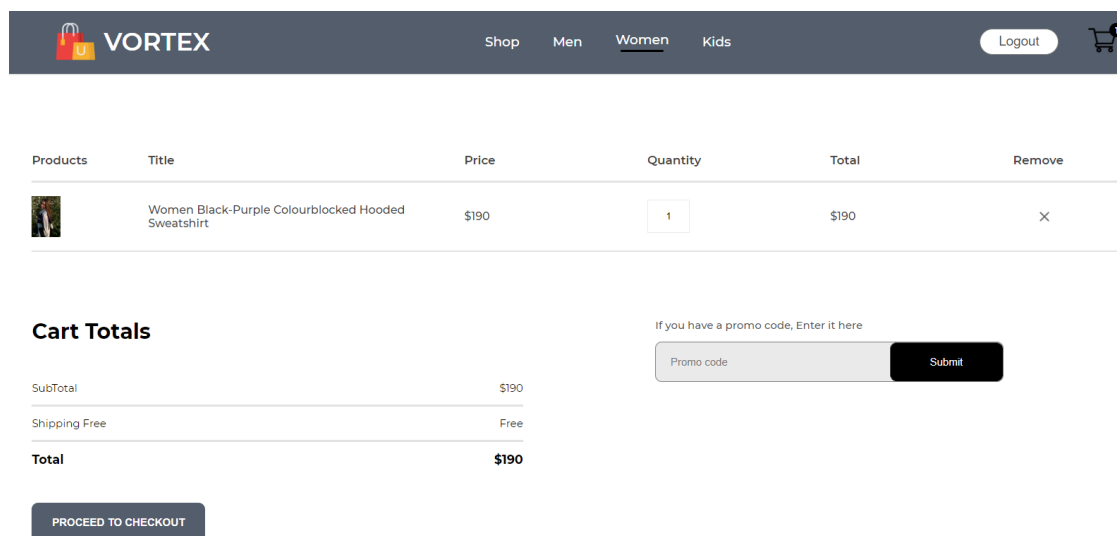 VORTEX
Shop Men Women Kids
Logout
Products Title Price Quantity Total Remove
Women Black-Purple Colourblocked Hooded
Sweatshirt
$190 1 $190
Cart Totals
If you have a promo code, Enter it here
Promo code Submit
SubTotal $190
Shipping Free Free
Total $190
PROCEED TO CHECKOUT